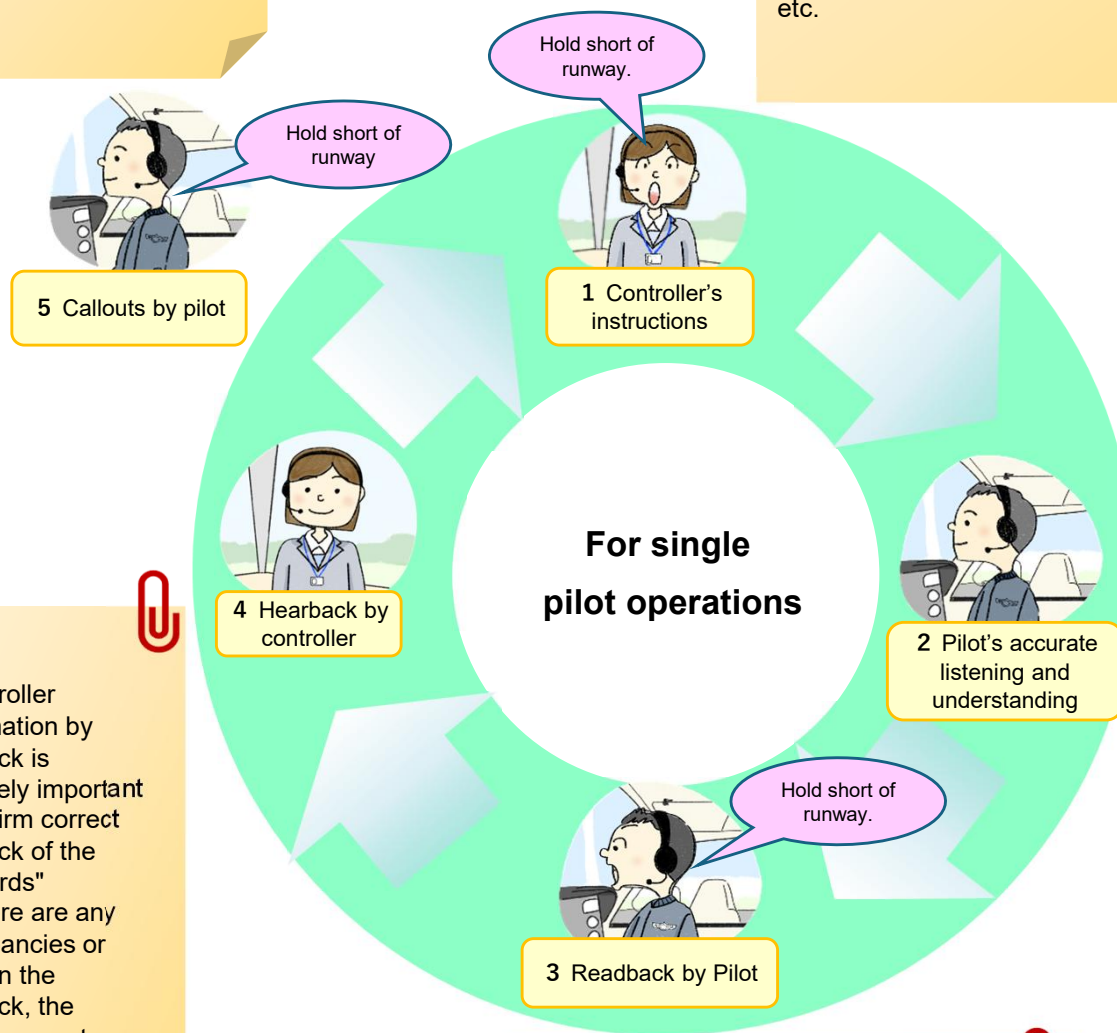 etc.
Hold short of
runway.
Hold short of
runway
5 Callouts by pilot
1 Controller's
instructions
For single
pilot operations
4 Hearback by
controller
2 Pilot's accurate
listening and
understanding
Hold short of
runway.
3 Readback by Pilot
roller
ation by
ck is
ely important
irm correct
ck of the
rds"
re are any
ancies or
n the
ck, the